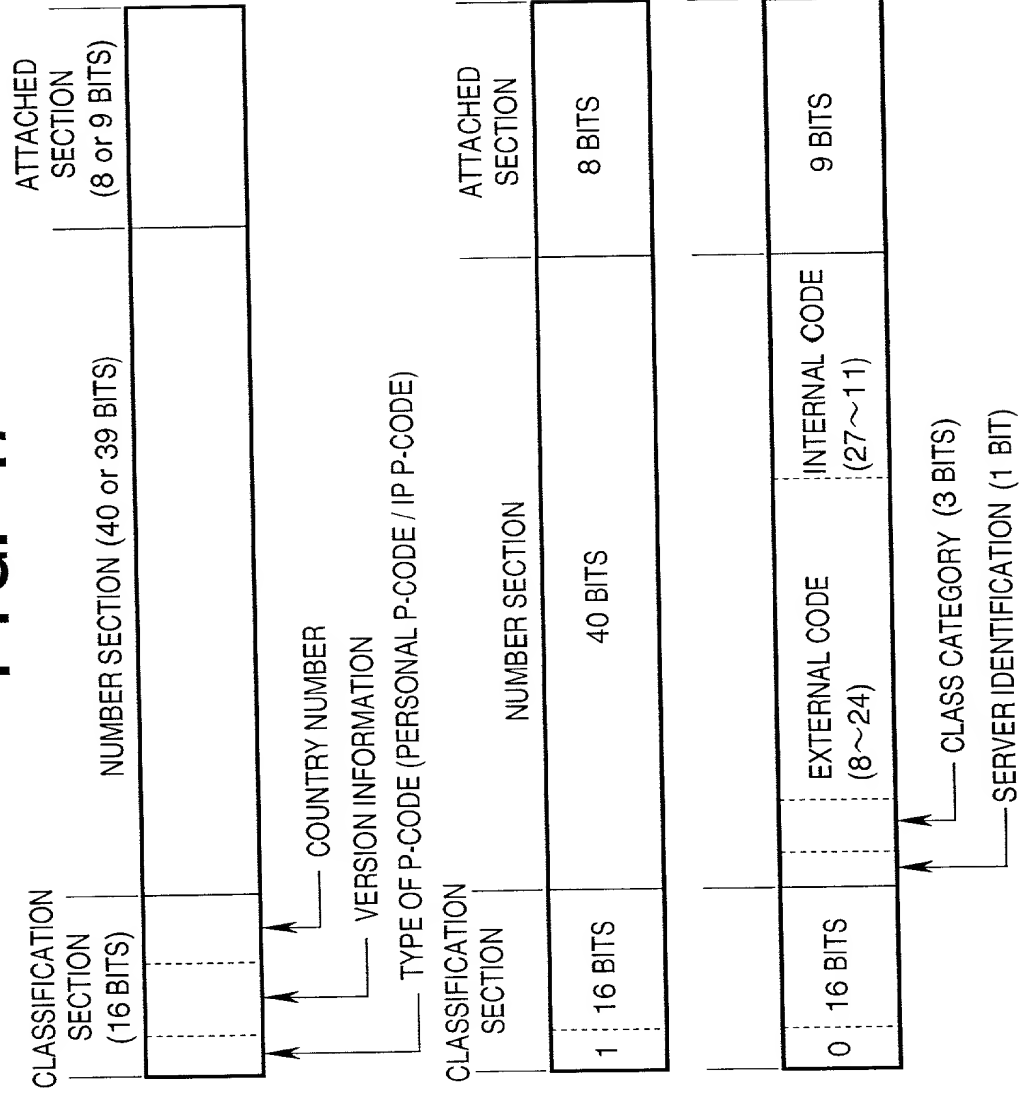 CLASSIFICATION
SECTION
(16 BITS)
NUMBER SECTION (40 or 39 BITS)
ATTACHED
SECTION
(8 or 9 BITS)
COUNTRY NUMBER
VERSION INFORMATION
TYPE OF P-CODE (PERSONAL P-CODE / IP P-CODE)
CLASSIFICATION
SECTION
NUMBER SECTION
ATTACHED
SECTION
1
16 BITS
40 BITS
8 BITS
0
16 BITS
EXTERNAL CODE
(8～24)
INTERNAL CODE
(27～11)
9 BITS
CLASS CATEGORY (3 BITS)
SERVER IDENTIFICATION (1 BIT)